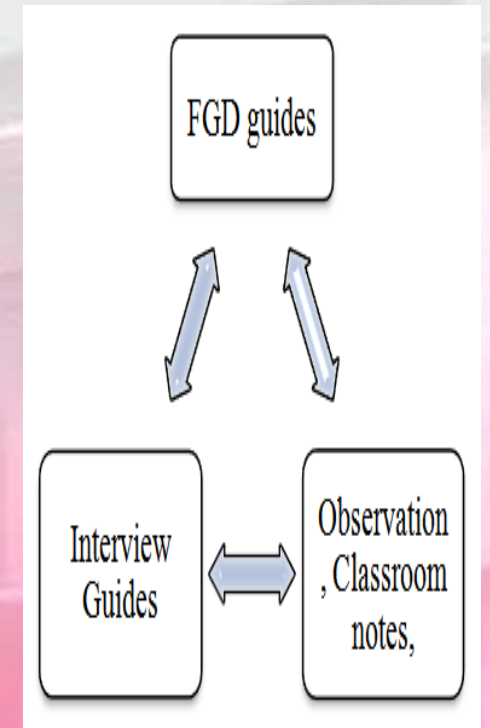 FGD guides
Interview
Guides
Observation
, Classroom
notes,